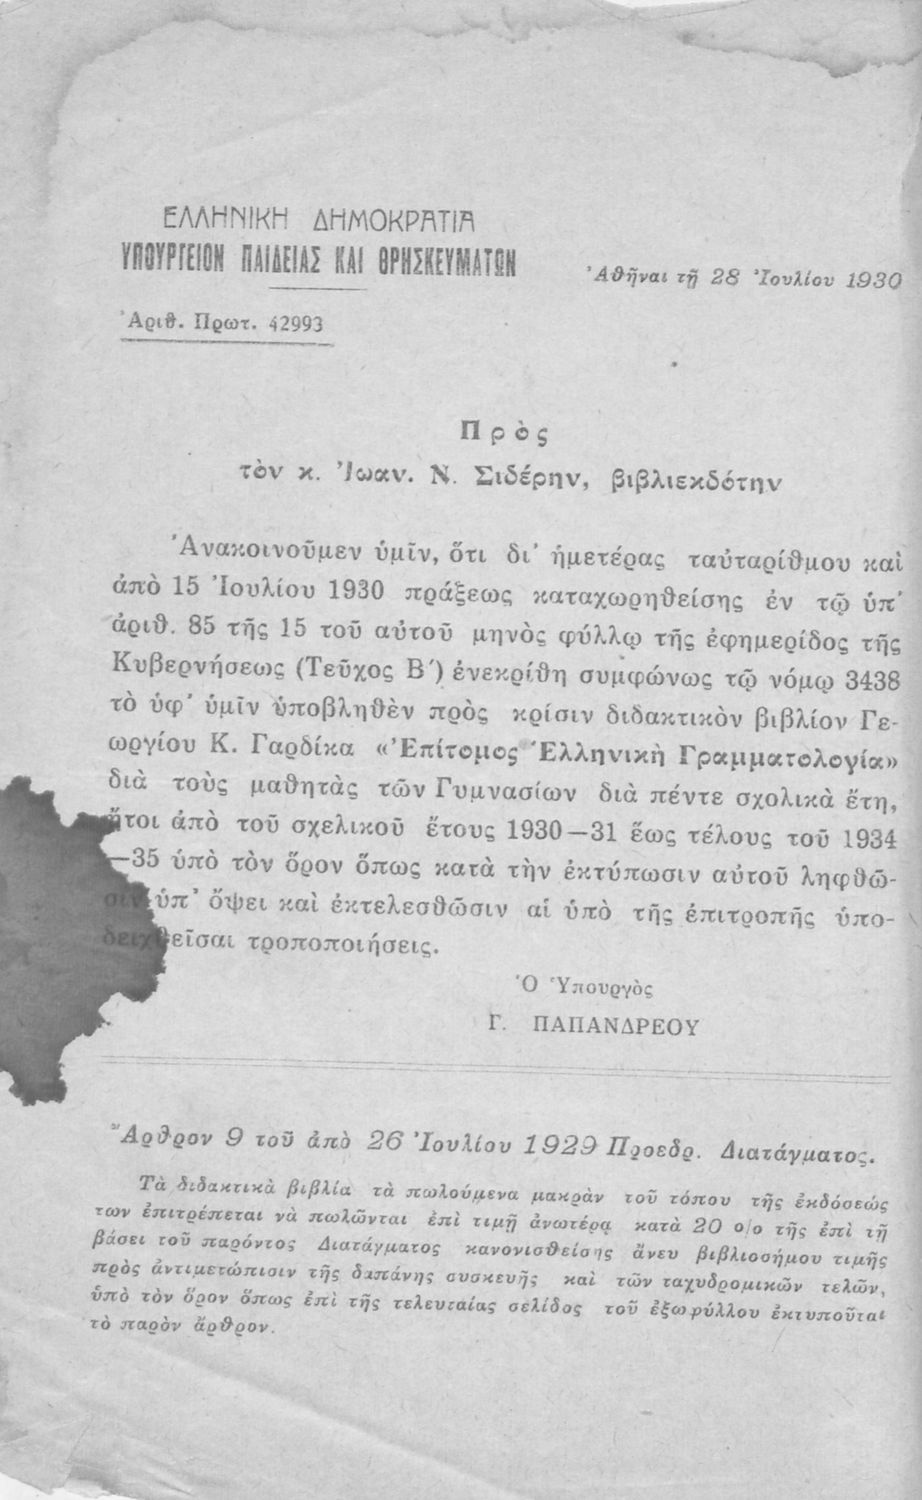 ΕΛΛΗΝΙΚΗ ΔΗΜΟΚΡΑΤΙΑ
ΥΠΟΥΡΓΕΙΟΝ ΠΑΙΔΕΙΑΣ ΚΑΙ ΘΡΗΣΚΕΥΜΑΤΩΝ
Ἀθῆναι τῇ 28 Ἰουλίου 1930
Ἀριθ. Πρωτ. 42993
Πρὸς
τὸν κ. Ἰωαν. Ν. Σιδέρην, βιβλιεκδότην
Ἀνακοινοῦμεν ὑμῖν, ὅτι δι' ἡμετέρας ταὐταρίθμου καὶ
ἀπὸ 15 Ἰουλίου 1930 πράξεως καταχωρηθείσης ἐν τῷ ὑπ'
ἀριθ. 85 τῆς 15 τοῦ αὐτοῦ μηνὸς φύλλῳ τῆς ἐφημερίδος τῆς
Κυβερνήσεως (Τεῦχος Β') ἐνεκρίθη συμφώνως τῷ νόμῳ 3438
τὸ ὑφ' ὑμῖν ὑποβληθὲν πρὸς κρίσιν διδακτικὸν βιβλίον Γε-
ωργίου Κ. Γαρδίκα «Ἐπίτομος Ἑλληνικὴ Γραμματολογία»
διὰ τοὺς μαθητὰς τῶν Γυμνασίων διὰ πέντε σχολικὰ ἔτη,
ἤτοι ἀπὸ τοῦ σχελικοῦ ἔτους 1930—31 ἕως τέλους τοῦ 1934
—35 ὑπὸ τὸν ὅρον ὅπως κατὰ τὴν ἐκτύπωσιν αὐτοῦ ληφθῶ-
σιν ὑπ' ὄψει καὶ ἐκτελεσθῶσιν αἱ ὑπὸ τῆς ἐπιτροπῆς ὑπο-
δειχθεῖσαι τροποποιήσεις.
Ὁ Ὑπουργὸς
Γ. ΠΑΠΑΝΔΡΕΟΥ
Ἄρθρον 9 τοῦ ἀπὸ 26 Ἰουλίου 1929 Προεδρ. Διατάγματος.
Τὰ διδακτικὰ βιβλία τὰ πωλούμενα μακρὰν τοῦ τόπου τῆς ἐκδόσεώς
των ἐπιτρέπεται νὰ πωλῶνται ἐπὶ τιμῇ ἀνωτέρᾳ κατὰ 20 ο/ο τῆς ἐπὶ τῇ
βάσει τοῦ παρόντος Διατάγματος κανονισθείσης ἄνευ βιβλιοσήμου τιμῆς
πρὸς ἀντιμετώπισιν τῆς δαπάνης συσκευῆς καὶ τῶν ταχυδρομικῶν τελῶν,
ὑπὸ τὸν ὅρον ὅπως ἐπὶ τῆς τελευταίας σελίδος τοῦ ἐξωφύλλου ἐκτυποῦται
τὸ παρὸν ἄρθρον.